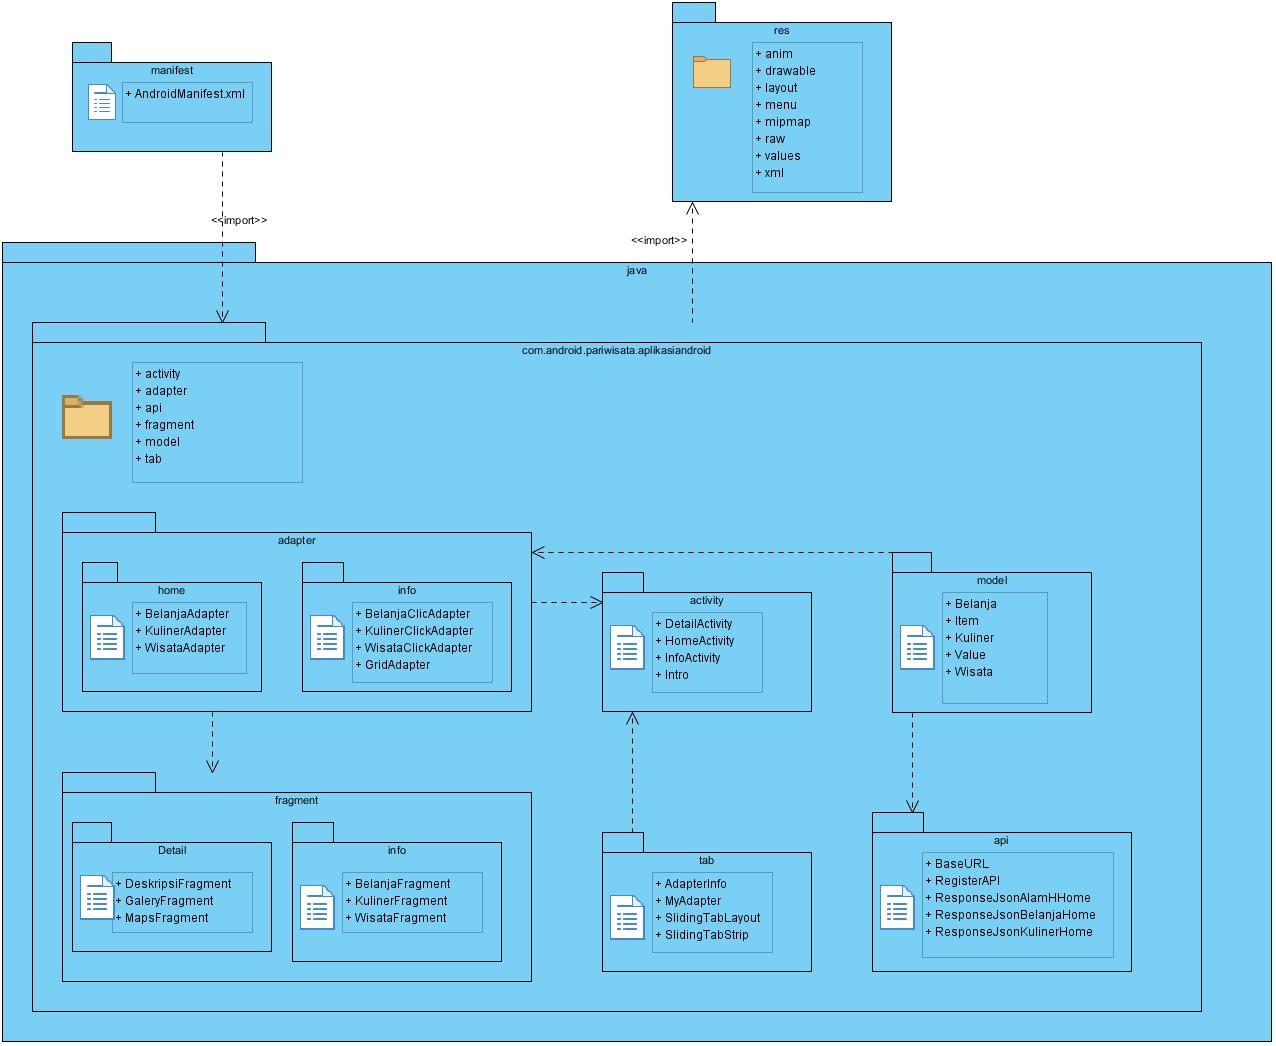 res
+ anim
+ drawable
+ layout
+ menu
+ mipmap
+ raw
+ values
+ xml
manifest
+ AndroidManifest.xml
<<import>>
<<import>>
java
com.android.pariwisata.aplikasiandroid
+ activity
+ adapter
+ api
+ fragment
+ model
+ tab
adapter
home
+ BelanjaAdapter
+ KulinerAdapter
+ WisataAdapter
info
+ BelanjaClicAdapter
+ KulinerClickAdapter
+ WisataClickAdapter
+ GridAdapter
activity
+ DetailActivity
+ HomeActivity
+ InfoActivity
+ Intro
model
+ Belanja
+ Item
+ Kuliner
+ Value
+ Wisata
fragment
Detail
+ DeskripsiFragment
+ GaleryFragment
+ MapsFragment
info
+ BelanjaFragment
+ KulinerFragment
+ WisataFragment
tab
+ AdapterInfo
+ MyAdapter
+ SlidingTabLayout
+ SlidingTabStrip
api
+ BaseURL
+ RegisterAPI
+ ResponseJsonAlamHHome
+ ResponseJsonBelanjaHome
+ ResponseJsonKulinerHome